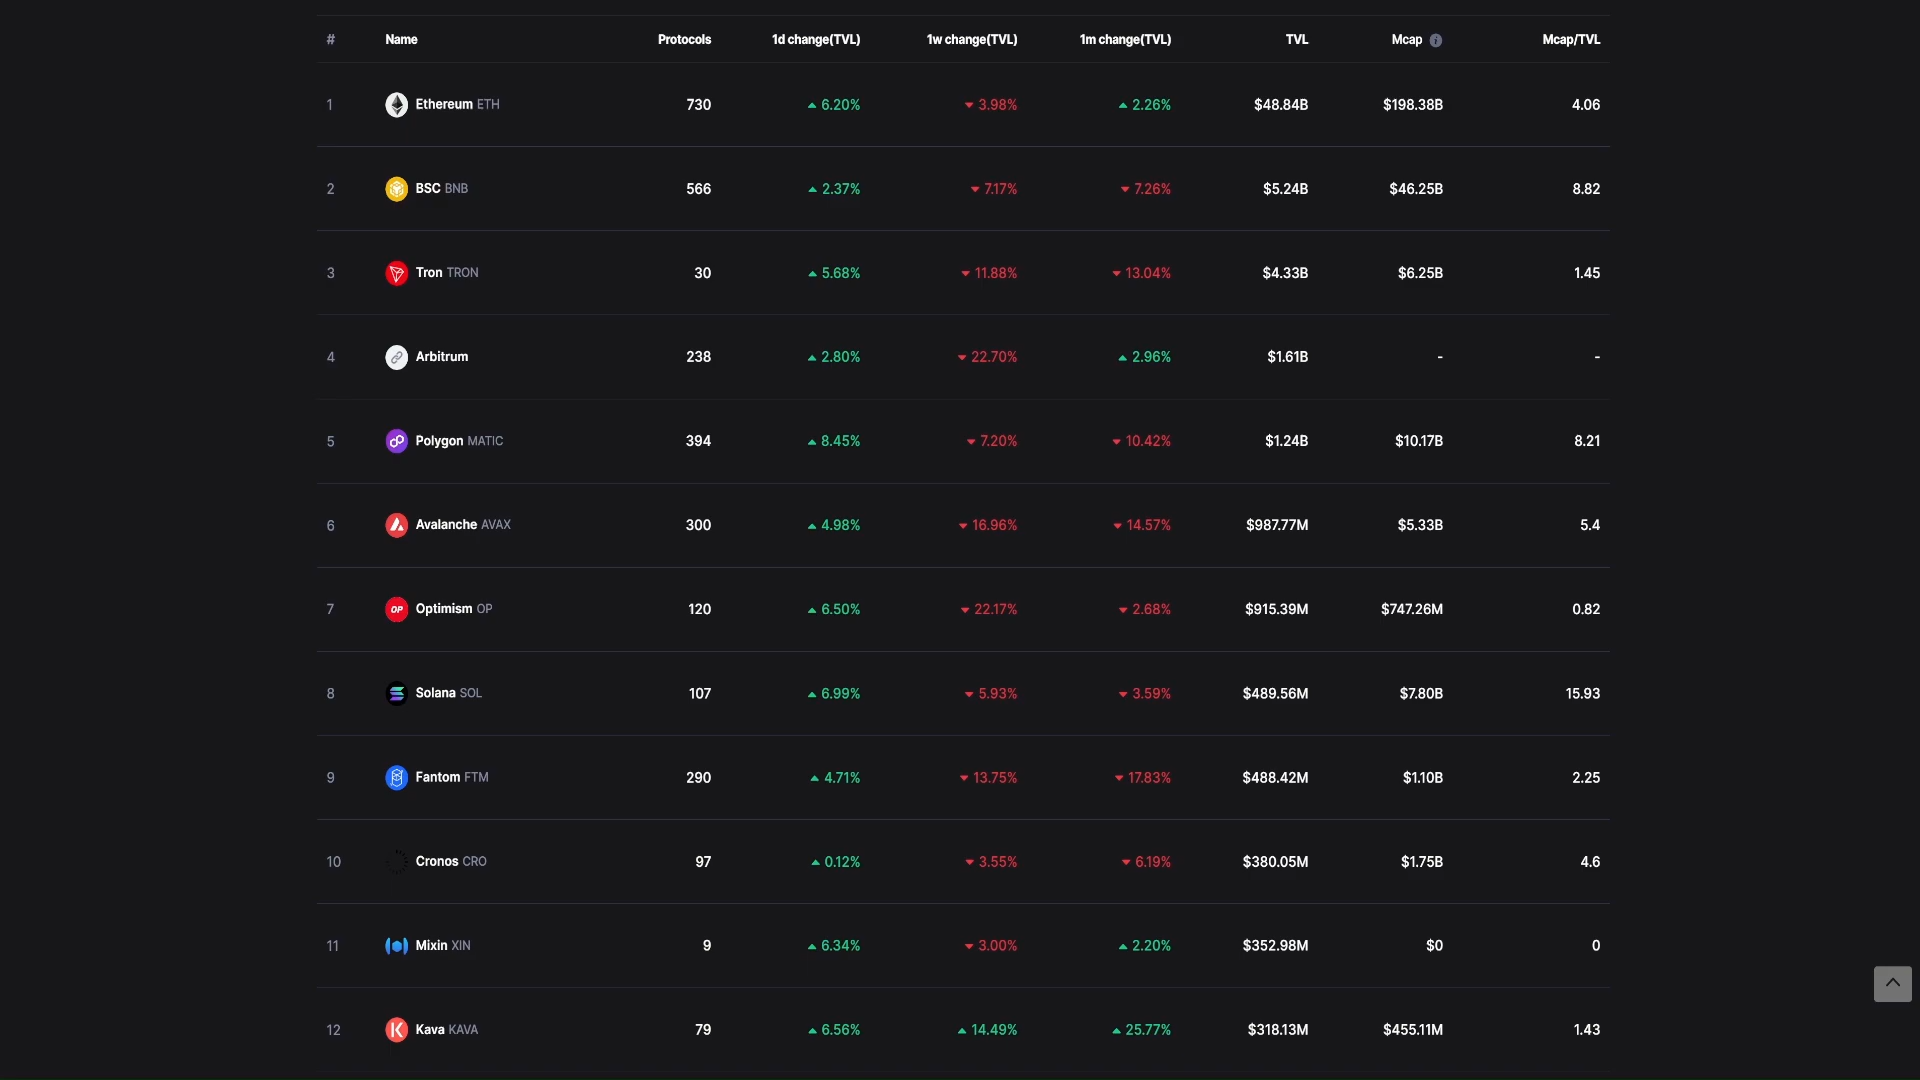 # Name Protocols 1d change(TVL) 1w change(TVL) 1m change(TVL) TVL Mcap i Mcap/TVL
1 Ethereum ETH 730 6.20% 3.98% 2.26% $48.84B $198.38B 4.06
2 BSC BNB 566 2.37% 7.17% 7.26% $5.24B $46.25B 8.82
3 Tron TRON 30 5.68% 11.88% 13.04% $4.33B $6.25B 1.45
4 Arbitrum 238 2.80% 22.70% 2.96% $1.61B - -
5 Polygon MATIC 394 8.45% 7.20% 10.42% $1.24B $10.17B 8.21
6 Avalanche AVAX 300 4.98% 16.96% 14.57% $987.77M $5.33B 5.4
7 OP Optimism OP 120 6.50% 22.17% 2.68% $915.39M $747.26M 0.82
8 Solana SOL 107 6.99% 5.93% 3.59% $489.56M $7.80B 15.93
9 Fantom FTM 290 4.71% 13.75% 17.83% $488.42M $1.10B 2.25
10 Cronos CRO 97 0.12% 3.55% 6.19% $380.05M $1.75B 4.6
11 Mixin XIN 9 6.34% 3.00% 2.20% $352.98M $0 0
12 Kava KAVA 79 6.56% 14.49% 25.77% $318.13M $455.11M 1.43